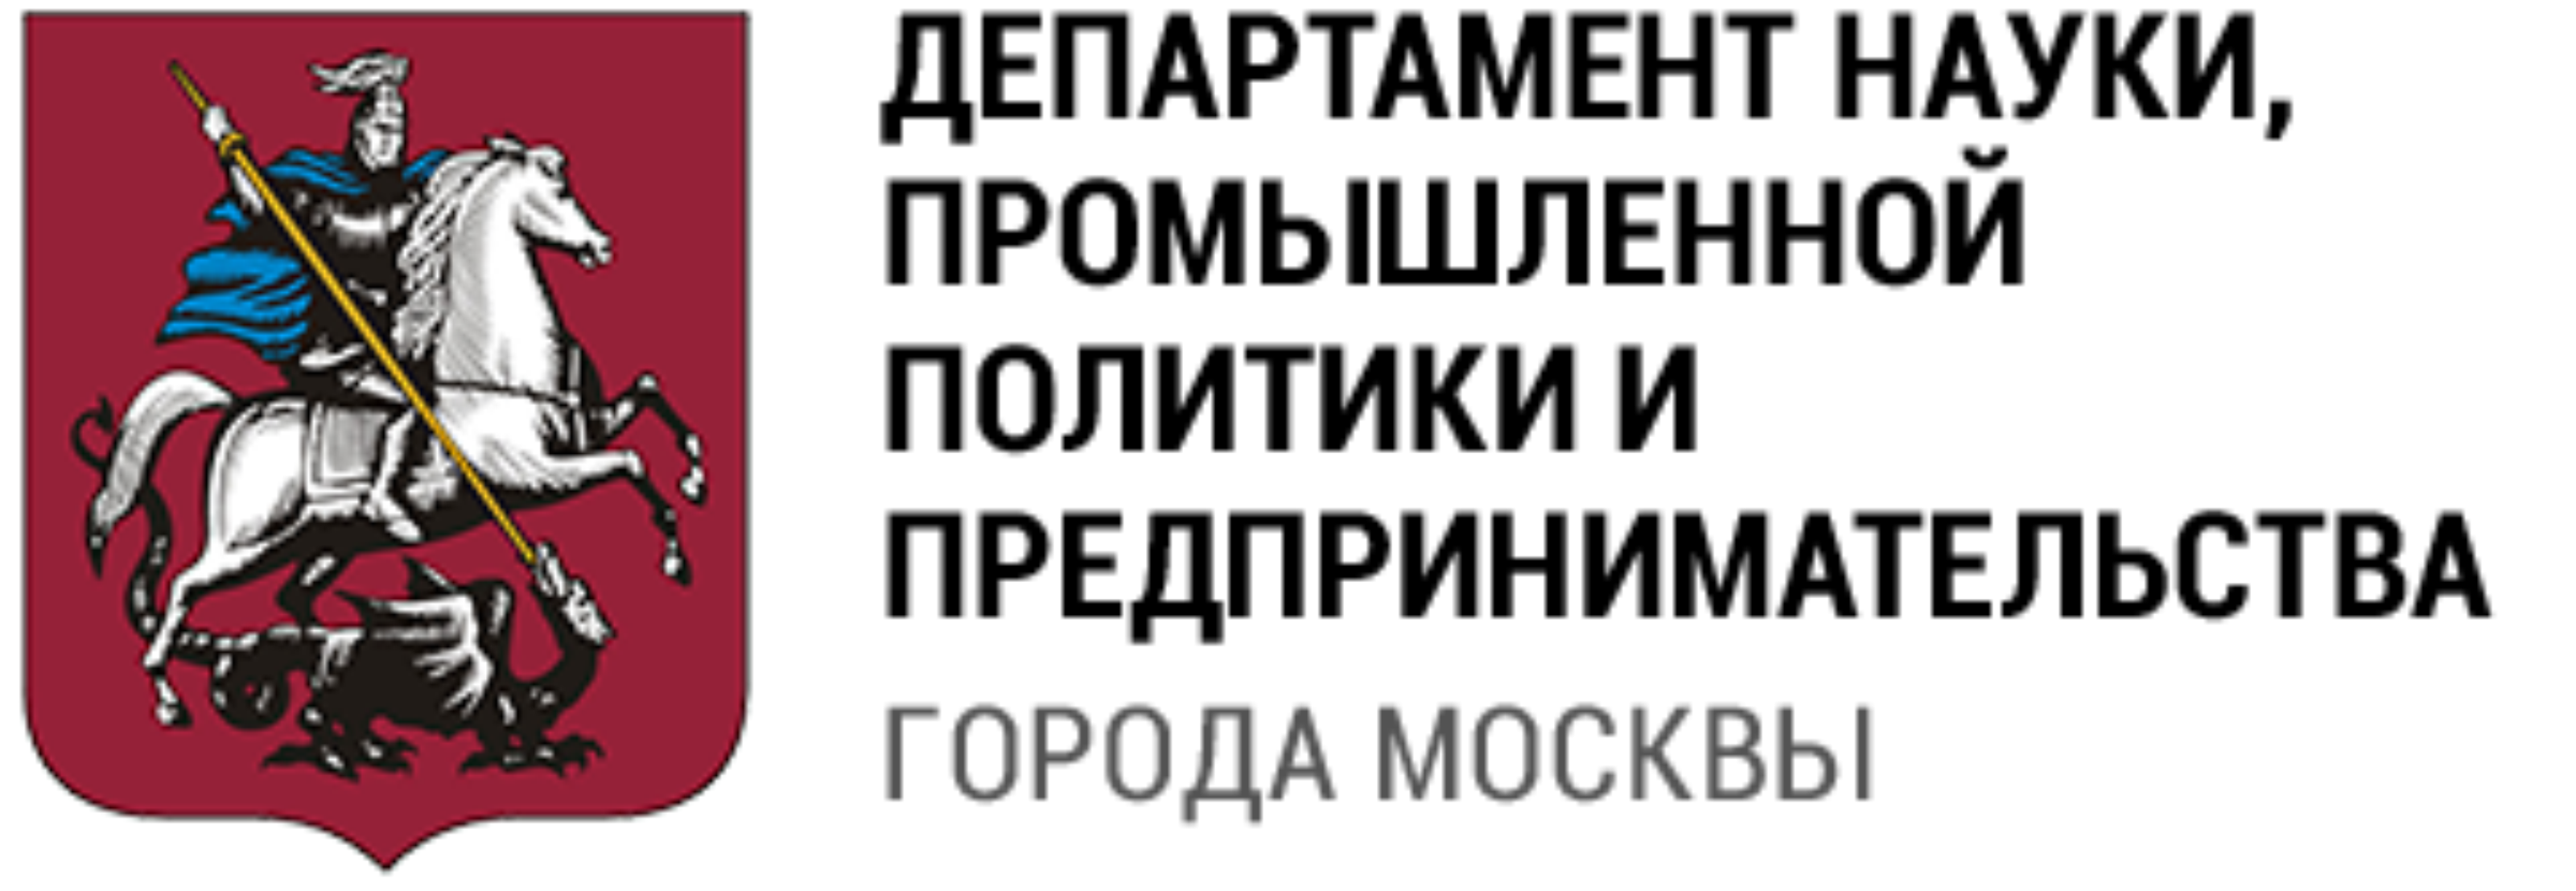 ДЕПАРТАМЕНТ НАУКИ,
ПРОМЫШЛЕННОЙ
ПОЛИТИКИ И
ПРЕДПРИНИМАТЕЛЬСТВА
ГОРОДА МОСКВЫ